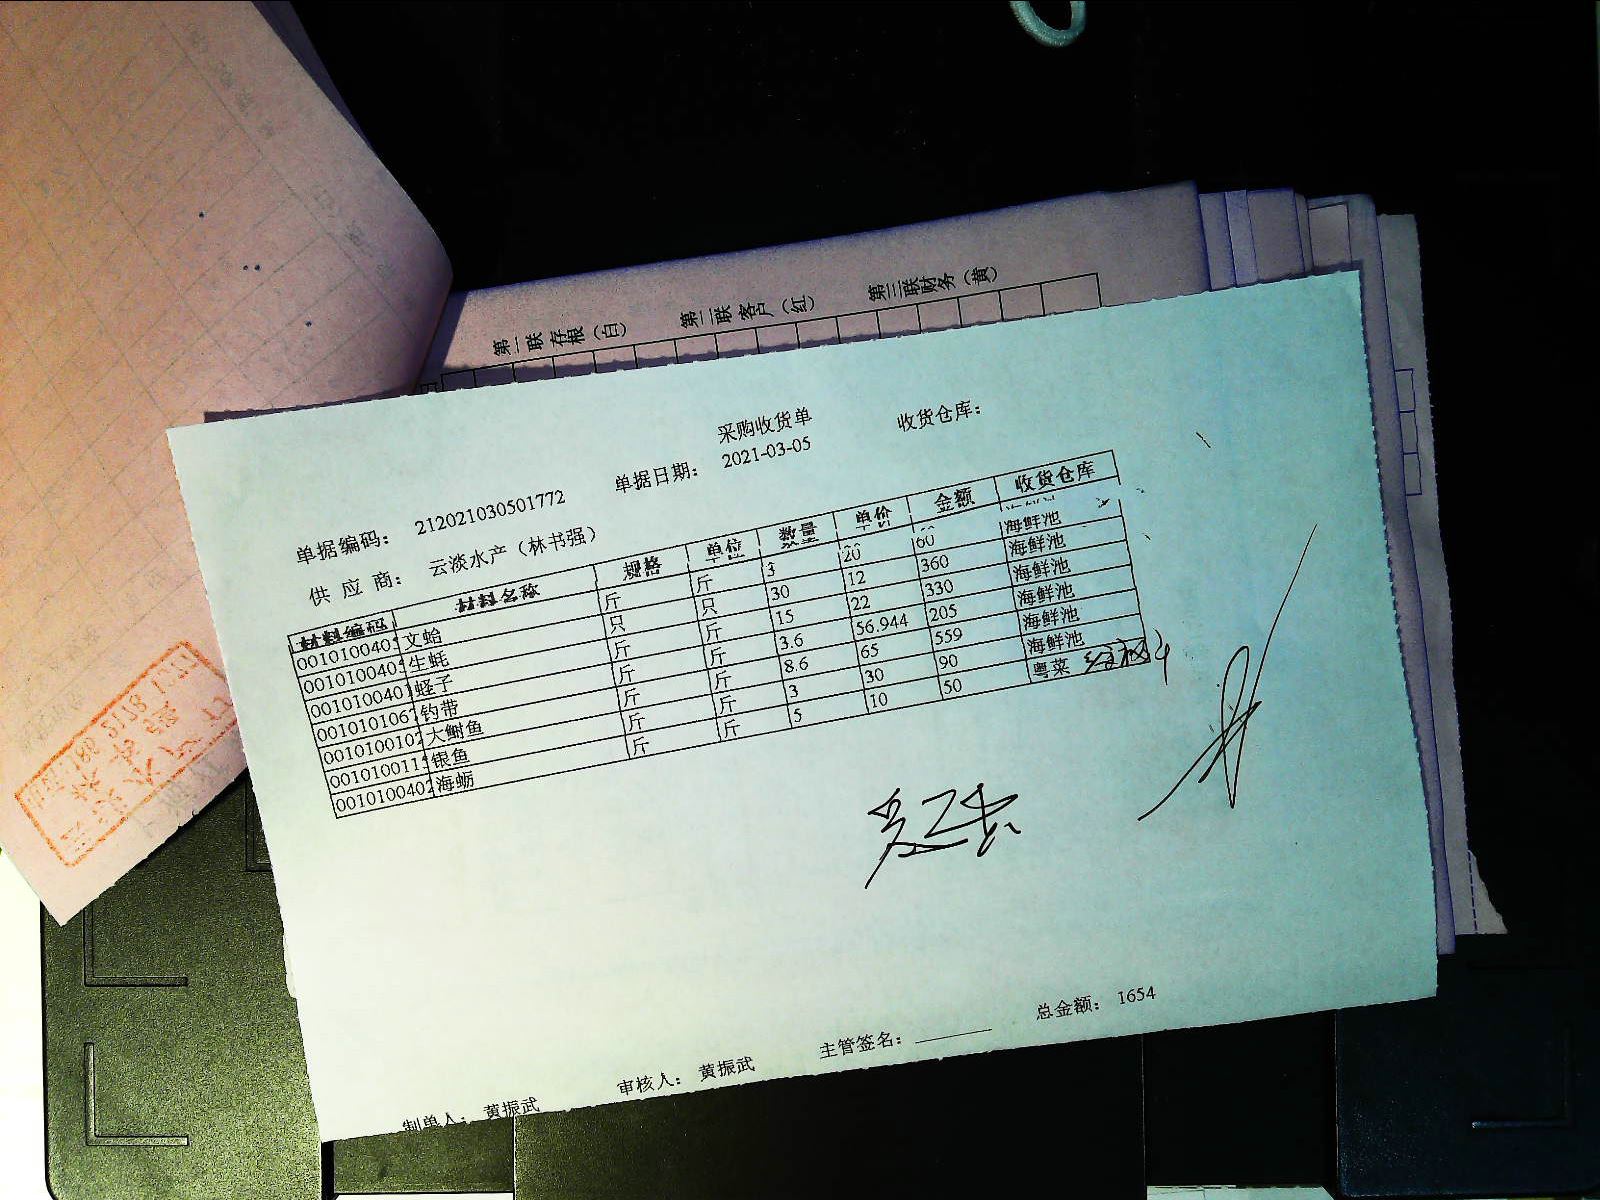 第一联 存根（白）
第二联 客户（红）
第三联 财务（黄）
采购收货单
单据编码： 212021030501772 单据日期： 2021-03-05 收货仓库：
供 应 商： 云淡水产（林书强）
材料编码 材料名称 规格 单位 数量 单价 金额 收货仓库
0010100405 文蛤 斤 斤 3 20 60 海鲜池
0010100405 生蚝 只 只 30 12 360 海鲜池
0010100401 蛏子 斤 斤 15 22 330 海鲜池
001010106 钓带 斤 斤 3.6 56.944 205 海鲜池
0010100102 大鲋鱼 斤 斤 8.6 65 559 海鲜池
001010011 银鱼 斤 斤 3 30 90 海鲜池
0010100402 海蛎 斤 斤 5 10 50 粤菜
总金额： 1654
制单人： 黄振武 审核人： 黄振武 主管签名：